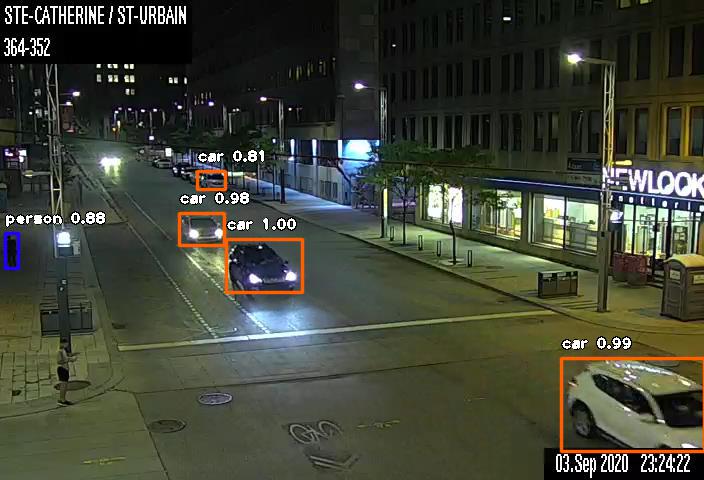 STE-CATHERINE / ST-URBAIN
364-352
car 0.81
car 0.98
person 0.88
car 1.00
NEWLOOK
car 0.99
03.Sep 2020 23:24:22